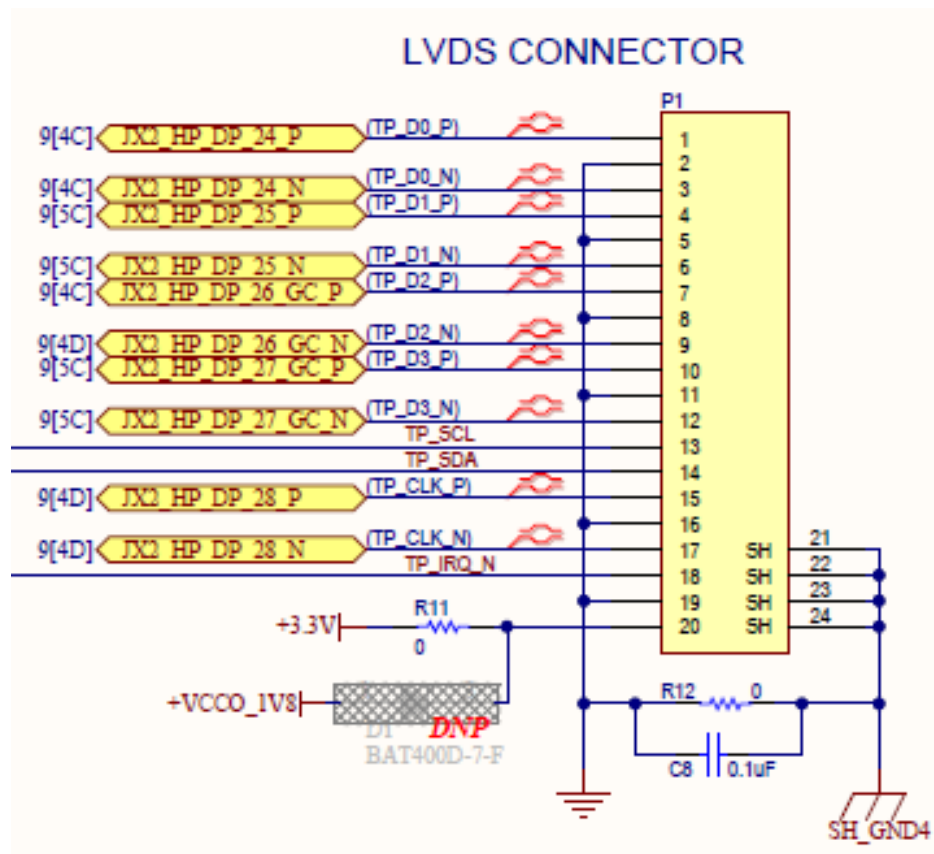 LVDS CONNECTOR
P1
9[4C] JX2_HP_DP_24_P (TP_D0_P) 1
2
9[4C] JX2_HP_DP_24_N (TP_D0_N) 3
9[5C] JX2_HP_DP_25_P (TP_D1_P) 4
5
9[5C] JX2_HP_DP_25_N (TP_D1_N) 6
9[4C] JX2_HP_DP_26_GC_P (TP_D2_P) 7
8
9[4D] JX2_HP_DP_26_GC_N (TP_D2_N) 9
9[5C] JX2_HP_DP_27_GC_P (TP_D3_P) 10
11
9[5C] JX2_HP_DP_27_GC_N (TP_D3_N) 12
TP_SCL 13
TP_SDA 14
9[4D] JX2_HP_DP_28_P (TP_CLK_P) 15
16
9[4D] JX2_HP_DP_28_N (TP_CLK_N) 17 SH 21
TP_IRQ_N 18 SH 22
19 SH 23
+3.3V R11 20 SH 24
0
+VCCO_1V8 R12 0
D1 DNP
BAT400D-7-F C8 0.1uF
SH_GND4